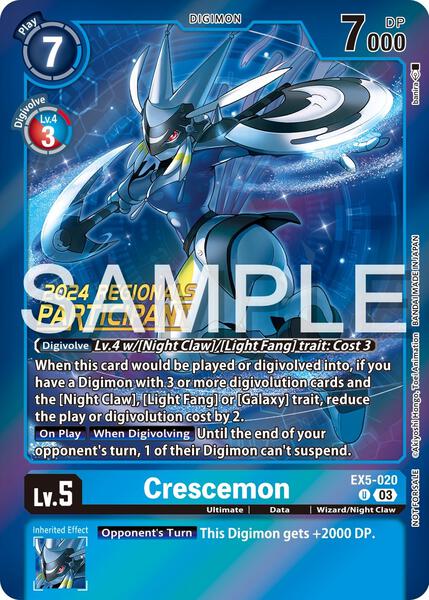 Play
7
DIGIMON
DP
7000
Digivolve
Lv.4
3
SAMPLE
2024 REGIONALS
PARTICIPANT
Digivolve Lv.4 w/[Night Claw]/[Light Fang] trait: Cost 3
When this card would be played or digivolved into, if you
have a Digimon with 3 or more digivolution cards and
the [Night Claw], [Light Fang] or [Galaxy] trait, reduce
the play or digivolution cost by 2.
On Play When Digivolving Until the end of your
opponent's turn, 1 of their Digimon can't suspend.
Lv.5
Crescemon
EX5-020
U 03
Ultimate | Data | Wizard/Night Claw
Inherited Effect
Opponent's Turn This Digimon gets +2000 DP.
©Akiyoshi Hongo, Toei Animation BANDAI MADE IN JAPAN
NOT FOR SALE